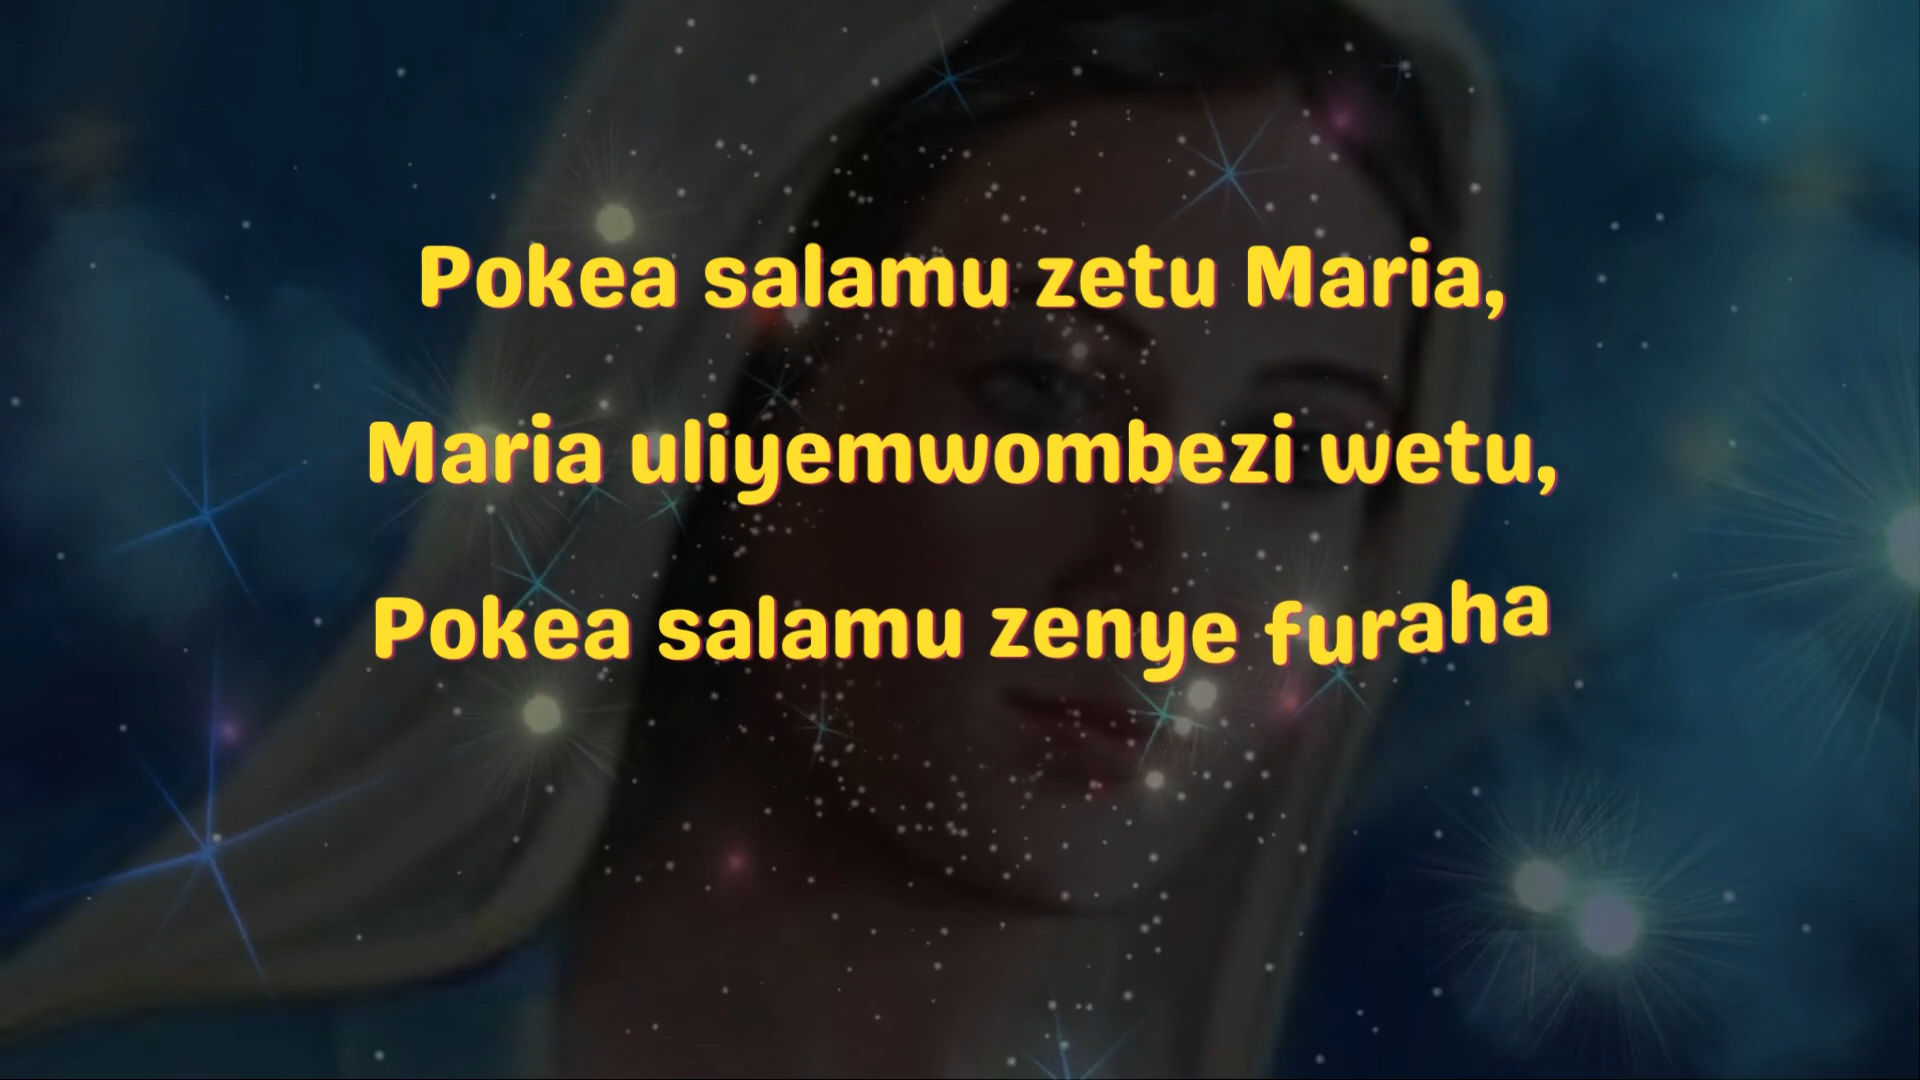 Pokea salamu zetu Maria,
Maria uliyemwombezi wetu,
Pokea salamu zenye furaha